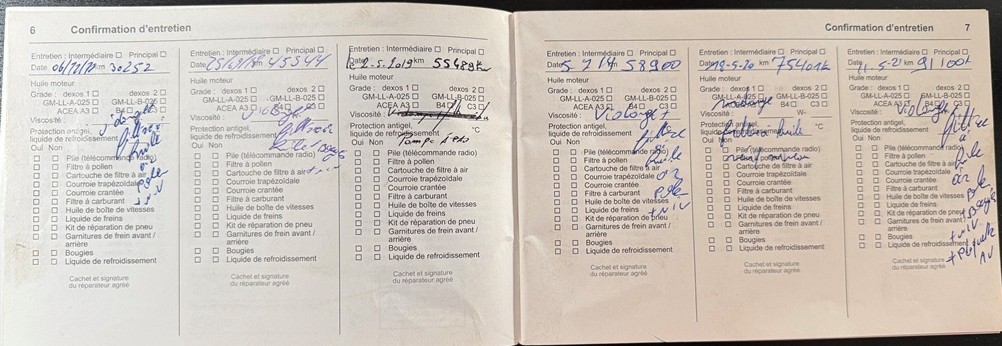 6 Confirmation d'entretien
Entretien : Intermédiaire ☐ Principal ☐
Date km 30252
Huile moteur
Grade : dexos 1 ☐ dexos 2 ☐
GM-LL-A-025 ☐ GM-LL-B-025 ☐
ACEA A3 ☐ B4 ☐ C3 ☐
Viscosité :
Vidange
Protection antigel,
liquide de refroidissement
Oui Non
☐ ☐ Pile (télécommande radio)
☐ ☐ Filtre à pollen
☐ ☐ Cartouche de filtre à air
☐ ☐ Courroie trapézoïdale
☐ ☐ Courroie crantée
☐ ☐ Filtre à carburant
☐ ☐ Huile de boîte de vitesses
☐ ☐ Liquide de freins
☐ ☐ Kit de réparation de pneu
☐ ☐ Garnitures de frein avant /
arrière
☐ ☐ Bougies
☐ ☐ Liquide de refroidissement
Cachet et signature
du réparateur agréé
Entretien : Intermédiaire ☐ Principal ☐
Date km 45544
Huile moteur
Grade : dexos 1 ☐ dexos 2 ☐
GM-LL-A-025 ☐ GM-LL-B-025 ☐
ACEA A3 ☐ B4 ☐ C3 ☐
Viscosité :
Vidange
Protection antigel,
liquide de refroidissement
Oui Non
☐ ☐ Pile (télécommande radio)
☐ ☐ Filtre à pollen
☐ ☐ Cartouche de filtre à air
☐ ☐ Courroie trapézoïdale
☐ ☐ Courroie crantée
☐ ☐ Filtre à carburant
☐ ☐ Huile de boîte de vitesses
☐ ☐ Liquide de freins
☐ ☐ Kit de réparation de pneu
☐ ☐ Garnitures de frein avant /
arrière
☐ ☐ Bougies
☐ ☐ Liquide de refroidissement
Cachet et signature
du réparateur agréé
Entretien : Intermédiaire ☐ Principal ☐
Date 2-5-2019 km 55489 km
Huile moteur
Grade : dexos 1 ☐ dexos 2 ☐
GM-LL-A-025 ☐ GM-LL-B-025 ☐
ACEA A3 ☐ B4 ☐ C3 ☐
Viscosité :
Protection antigel,
liquide de refroidissement °C
Oui Non
☐ ☐ Pile (télécommande radio)
☐ ☐ Filtre à pollen
☐ ☐ Cartouche de filtre à air
☐ ☐ Courroie trapézoïdale
☐ ☐ Courroie crantée
☐ ☐ Filtre à carburant
☐ ☐ Huile de boîte de vitesses
☐ ☐ Liquide de freins
☐ ☐ Kit de réparation de pneu
☐ ☐ Garnitures de frein avant /
arrière
☐ ☐ Bougies
☐ ☐ Liquide de refroidissement
Cachet et signature
du réparateur agréé
Confirmation d'entretien 7
Entretien : Intermédiaire ☐ Principal ☐
Date 5 7 19 km 58900
Huile moteur
Grade : dexos 1 ☐ dexos 2 ☐
GM-LL-A-025 ☐ GM-LL-B-025 ☐
ACEA A3 ☐ B4 ☐ C3 ☐
Viscosité : Vidange +
Protection antigel, filtre
liquide de refroidissement
Oui Non
☐ ☐ Pile (télécommande radio) huile
☐ ☐ Filtre à pollen
☐ ☐ Cartouche de filtre à air
☐ ☐ Courroie trapézoïdale
☐ ☐ Courroie crantée
☐ ☐ Filtre à carburant
☐ ☐ Huile de boîte de vitesses
☐ ☐ Liquide de freins + NIV
☐ ☐ Kit de réparation de pneu
☐ ☐ Garnitures de frein avant /
arrière
☐ ☐ Bougies
☐ ☐ Liquide de refroidissement
Cachet et signature
du réparateur agréé
Entretien : Intermédiaire ☐ Principal ☐
Date 19-5-20 km 75401 k
Huile moteur
Grade : dexos 1 ☐ dexos 2 ☐
GM-LL-A-025 ☐ GM-LL-B-025 ☐
B4 ☐ C3 ☐
Viscosité : W-
Protection antigel,
liquide de huile °C
Oui Non
☐ ☐ Pile (télécommande radio)
☐ ☐
☐ ☐ Cartouche de filtre à air
☐ ☐ Courroie trapézoïdale
☐ ☐ Courroie crantée
☐ ☐ Filtre à carburant
☐ ☐ Huile de boîte de vitesses
☐ ☐ Liquide de freins
☐ ☐ Kit de réparation de pneu
☐ ☐ Garnitures de frein avant /
arrière
☐ ☐ Bougies
☐ ☐ Liquide de refroidissement
Cachet et signature
du réparateur agréé
Entretien : Intermédiaire ☐ Principal ☐
Date 11-5-21 km 91100 k
Huile moteur
Grade : dexos 1 ☐ dexos 2 ☐
GM-LL-A-025 ☐ GM-LL-B-025 ☐
ACEA A3 ☐ B4 ☐ C3 ☐
Viscosité : Vidange
Protection antigel, filtre
liquide de refroidissement à
Oui Non
☐ ☐ Pile (télécommande radio) huile
☐ ☐ Filtre à pollen
☐ ☐ Cartouche de filtre à air
☐ ☐ Courroie trapézoïdale
☐ ☐ Courroie crantée
☐ ☐ Filtre à carburant
☐ ☐ Huile de boîte de vitesses
☐ ☐ Liquide de freins
☐ ☐ Kit de réparation de pneu
☐ ☐ Garnitures de frein avant / + NIV
arrière
☐ ☐ Bougies
☐ ☐ Liquide de refroidissement + plaquette
AV
Cachet et signature
du réparateur agréé